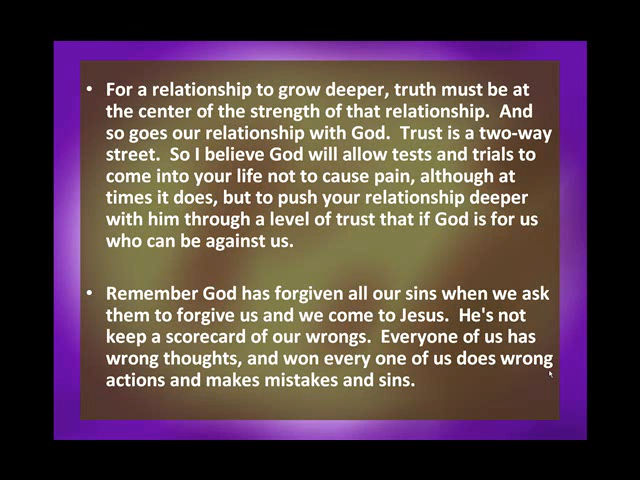 • For a relationship to grow deeper, truth must be at
the center of the strength of that relationship. And
so goes our relationship with God. Trust is a two-way
street. So I believe God will allow tests and trials to
come into your life not to cause pain, although at
times it does, but to push your relationship deeper
with him through a level of trust that if God is for us
who can be against us.
• Remember God has forgiven all our sins when we ask
them to forgive us and we come to Jesus. He's not
keep a scorecard of our wrongs. Everyone of us has
wrong thoughts, and won every one of us does wrong
actions and makes mistakes and sins.